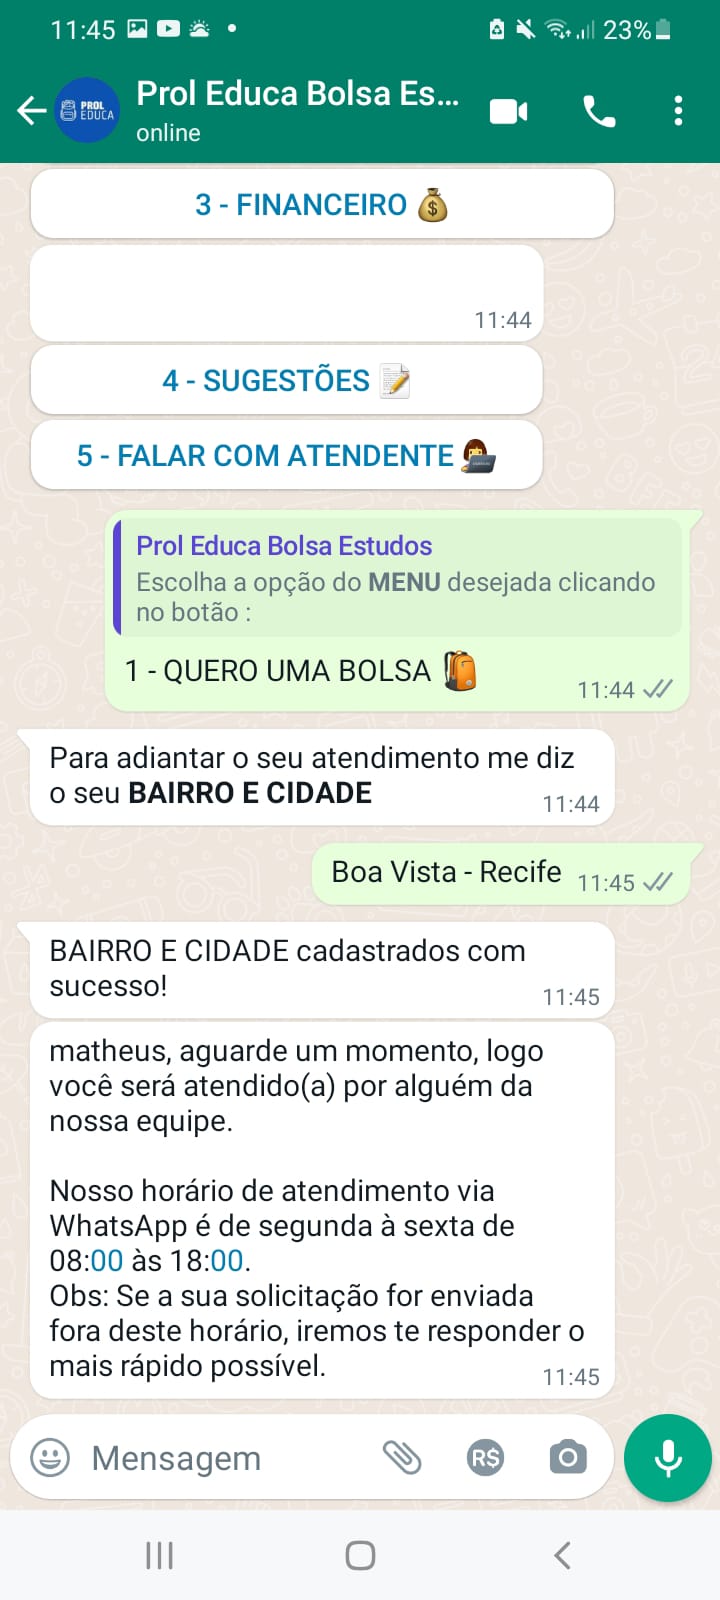 11:45
23%
PROL
EDUCA
Prol Educa Bolsa Es...
online
3 - FINANCEIRO 💰
11:44
4 - SUGESTÕES 📝
5 - FALAR COM ATENDENTE 👩‍💻
Prol Educa Bolsa Estudos
Escolha a opção do MENU desejada clicando
no botão :
1 - QUERO UMA BOLSA 🎒
11:44
Para adiantar o seu atendimento me diz
o seu BAIRRO E CIDADE
11:44
Boa Vista - Recife
11:45
BAIRRO E CIDADE cadastrados com
sucesso!
11:45
matheus, aguarde um momento, logo
você será atendido(a) por alguém da
nossa equipe.
Nosso horário de atendimento via
WhatsApp é de segunda à sexta de
08:00 às 18:00.
Obs: Se a sua solicitação for enviada
fora deste horário, iremos te responder o
mais rápido possível.
11:45
Mensagem
R$